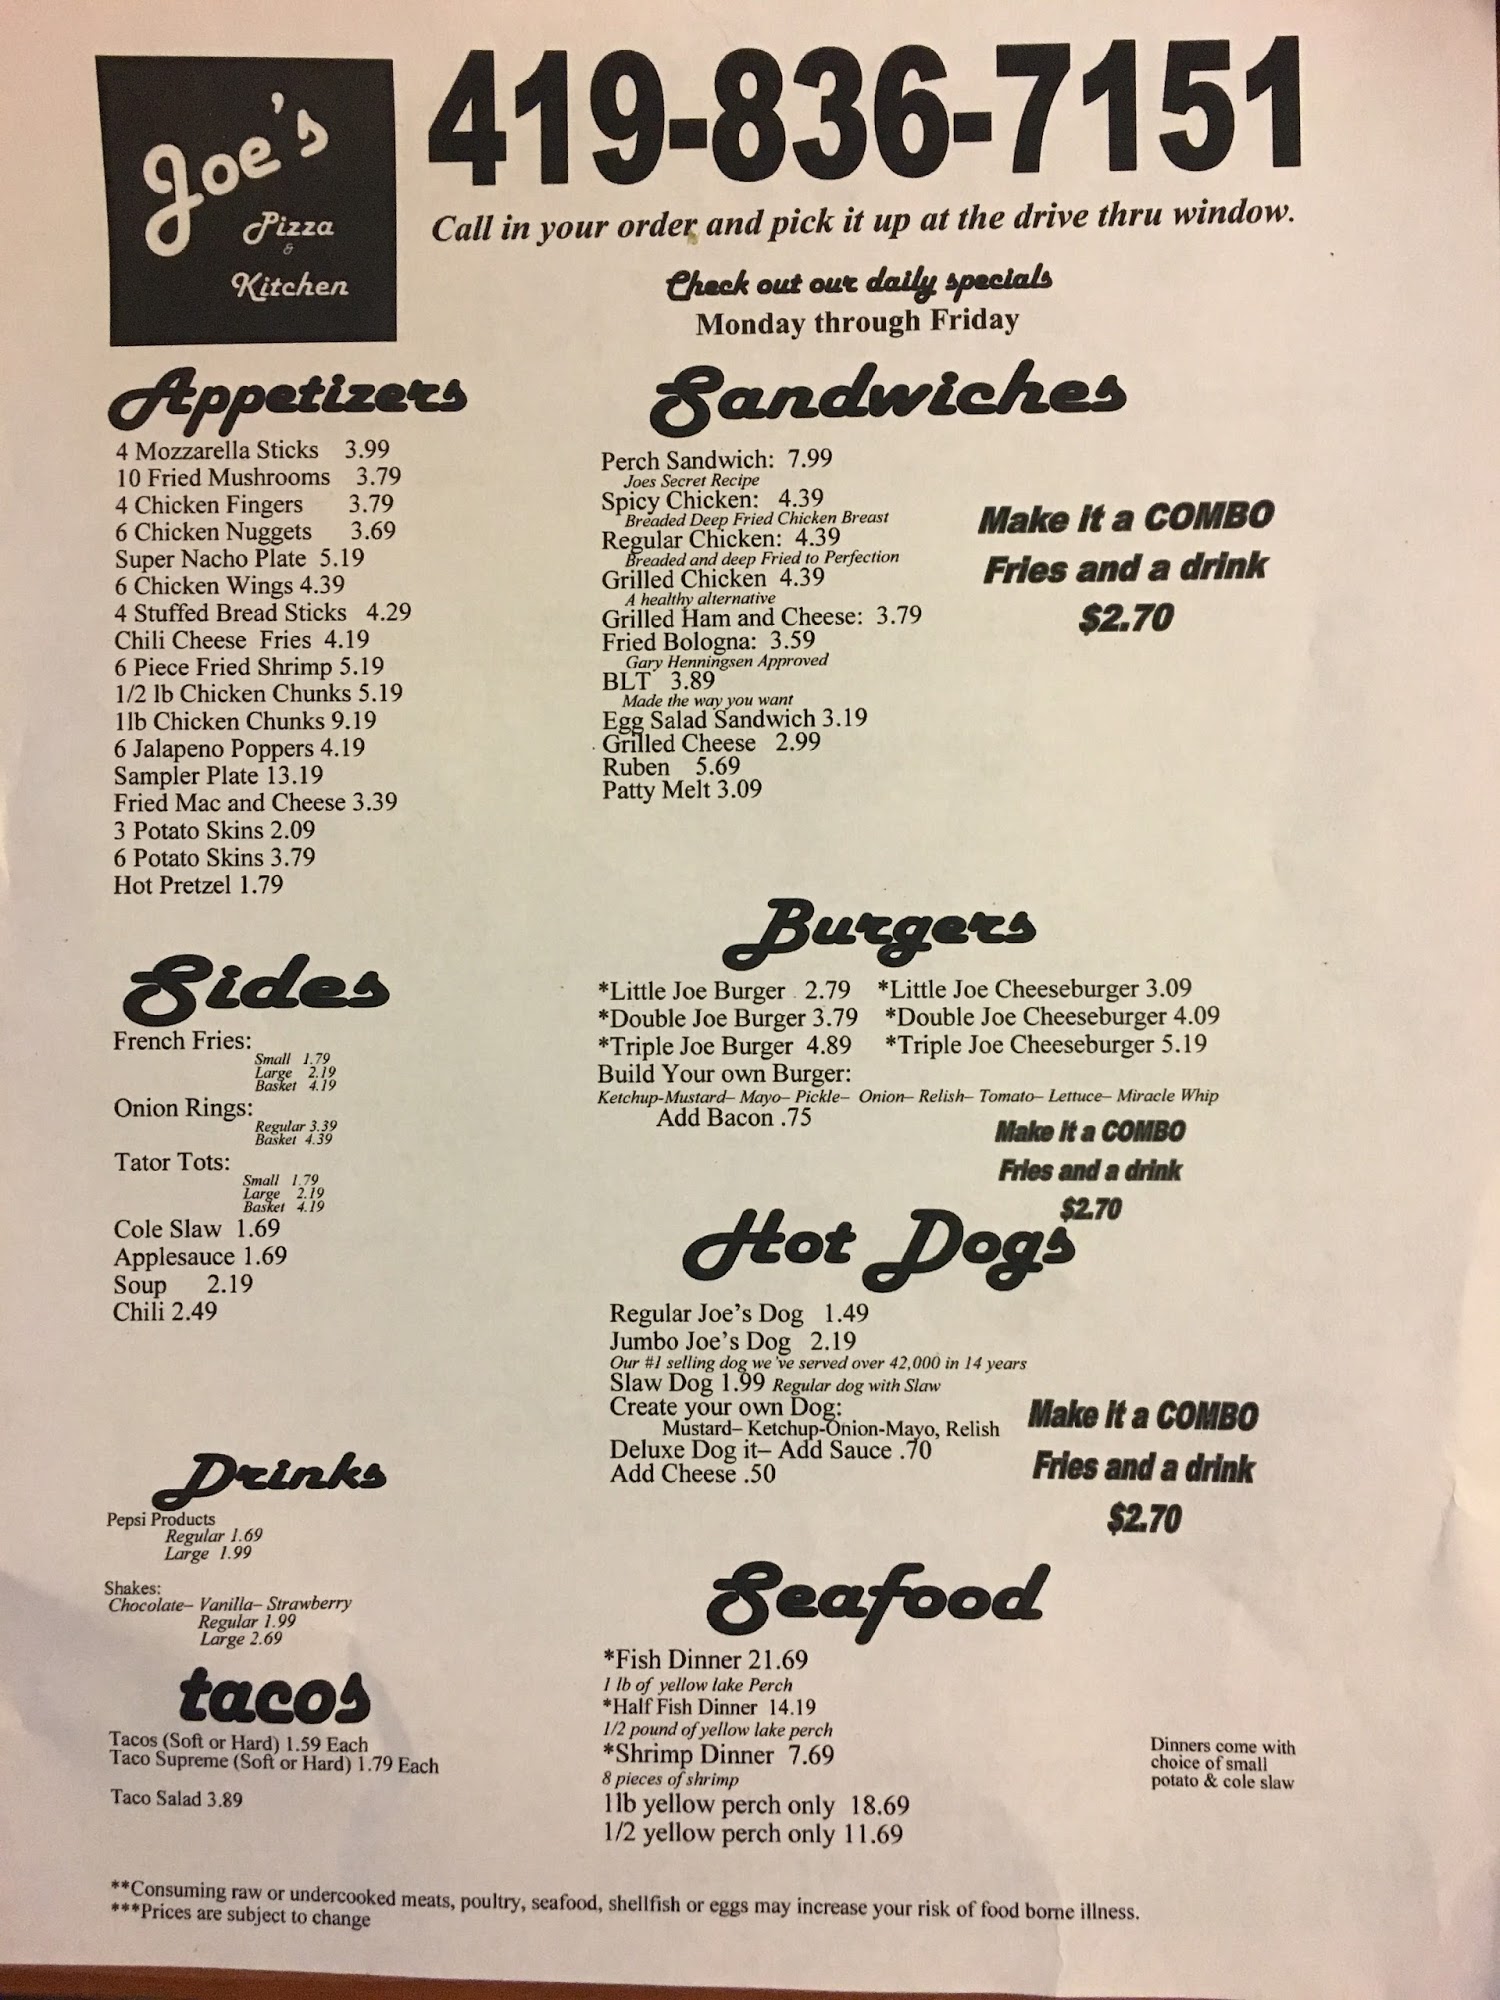 Joe's
Pizza
&
Kitchen
419-836-7151
Call in your order and pick it up at the drive thru window.
Check out our daily specials
Monday through Friday
Appetizers
4 Mozzarella Sticks 3.99
10 Fried Mushrooms 3.79
4 Chicken Fingers 3.79
6 Chicken Nuggets 3.69
Super Nacho Plate 5.19
6 Chicken Wings 4.39
4 Stuffed Bread Sticks 4.29
Chili Cheese Fries 4.19
6 Piece Fried Shrimp 5.19
1/2 lb Chicken Chunks 5.19
1lb Chicken Chunks 9.19
6 Jalapeno Poppers 4.19
Sampler Plate 13.19
Fried Mac and Cheese 3.39
3 Potato Skins 2.09
6 Potato Skins 3.79
Hot Pretzel 1.79
Sides
French Fries:
Small 1.79
Large 2.19
Basket 4.19
Onion Rings:
Regular 3.39
Basket 4.39
Tator Tots:
Small 1.79
Large 2.19
Basket 4.19
Cole Slaw 1.69
Applesauce 1.69
Soup 2.19
Chili 2.49
Drinks
Pepsi Products
Regular 1.69
Large 1.99
Shakes:
Chocolate– Vanilla– Strawberry
Regular 1.99
Large 2.69
tacos
Tacos (Soft or Hard) 1.59 Each
Taco Supreme (Soft or Hard) 1.79 Each
Taco Salad 3.89
Sandwiches
Perch Sandwich: 7.99
Joes Secret Recipe
Spicy Chicken: 4.39
Breaded Deep Fried Chicken Breast
Regular Chicken: 4.39
Breaded and deep Fried to Perfection
Grilled Chicken 4.39
A healthy alternative
Grilled Ham and Cheese: 3.79
Fried Bologna: 3.59
Gary Henningsen Approved
BLT 3.89
Made the way you want
Egg Salad Sandwich 3.19
Grilled Cheese 2.99
Ruben 5.69
Patty Melt 3.09
Make it a COMBO
Fries and a drink
$2.70
Burgers
*Little Joe Burger 2.79 *Little Joe Cheeseburger 3.09
*Double Joe Burger 3.79 *Double Joe Cheeseburger 4.09
*Triple Joe Burger 4.89 *Triple Joe Cheeseburger 5.19
Build Your own Burger:
Ketchup-Mustard– Mayo– Pickle– Onion– Relish– Tomato– Lettuce– Miracle Whip
Add Bacon .75
Make it a COMBO
Fries and a drink
$2.70
Hot Dogs
Regular Joe's Dog 1.49
Jumbo Joe's Dog 2.19
Our #1 selling dog we've served over 42,000 in 14 years
Slaw Dog 1.99 Regular dog with Slaw
Create your own Dog:
Mustard– Ketchup-Onion-Mayo, Relish
Deluxe Dog it– Add Sauce .70
Add Cheese .50
Make it a COMBO
Fries and a drink
$2.70
Seafood
*Fish Dinner 21.69
1 lb of yellow lake Perch
*Half Fish Dinner 14.19
1/2 pound of yellow lake perch
*Shrimp Dinner 7.69
8 pieces of shrimp
1lb yellow perch only 18.69
1/2 yellow perch only 11.69
Dinners come with
choice of small
potato & cole slaw
**Consuming raw or undercooked meats, poultry, seafood, shellfish or eggs may increase your risk of food borne illness.
***Prices are subject to change